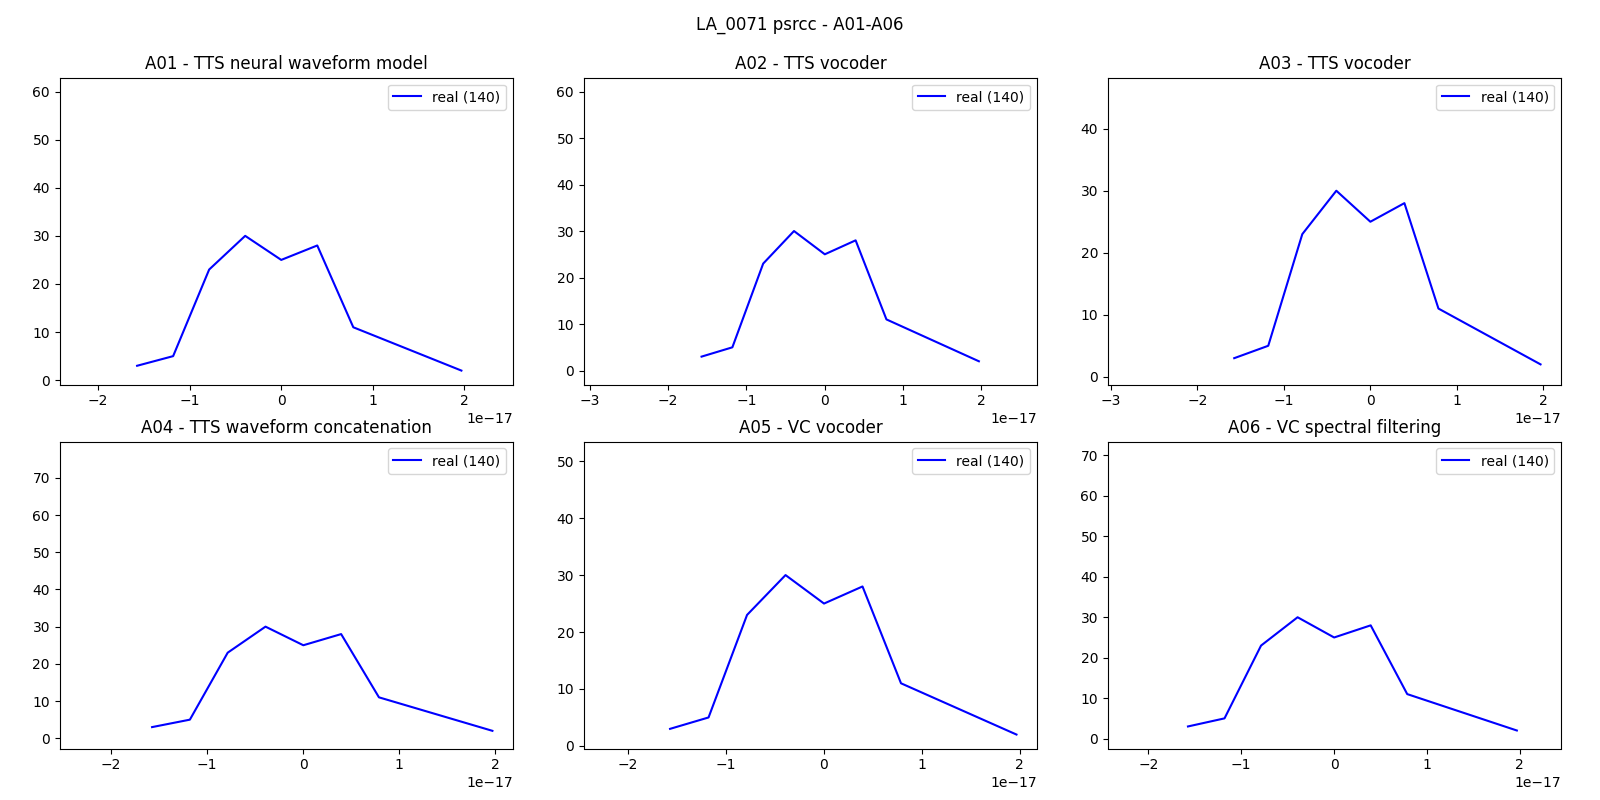 LA_0071 psrcc - A01-A06
A01 - TTS neural waveform model
A02 - TTS vocoder
A03 - TTS vocoder
real (140)
real (140)
real (140)
60
50
40
30
20
10
0
60
50
40
30
20
10
0
40
30
20
10
0
−2 −1 0 1 2
1e−17
−3 −2 −1 0 1 2
1e−17
−3 −2 −1 0 1 2
1e−17
A04 - TTS waveform concatenation
A05 - VC vocoder
A06 - VC spectral filtering
real (140)
real (140)
real (140)
70
60
50
40
30
20
10
0
50
40
30
20
10
0
70
60
50
40
30
20
10
0
−2 −1 0 1 2
1e−17
−2 −1 0 1 2
1e−17
−2 −1 0 1 2
1e−17